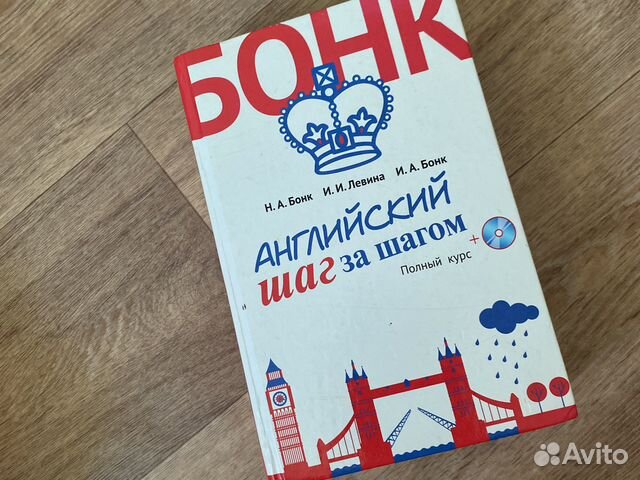 БОНК
Н. А. Бонк И. И. Левина И. А. Бонк
АНГЛИЙСКИЙ
шаг за шагом +
Полный курс
Avito